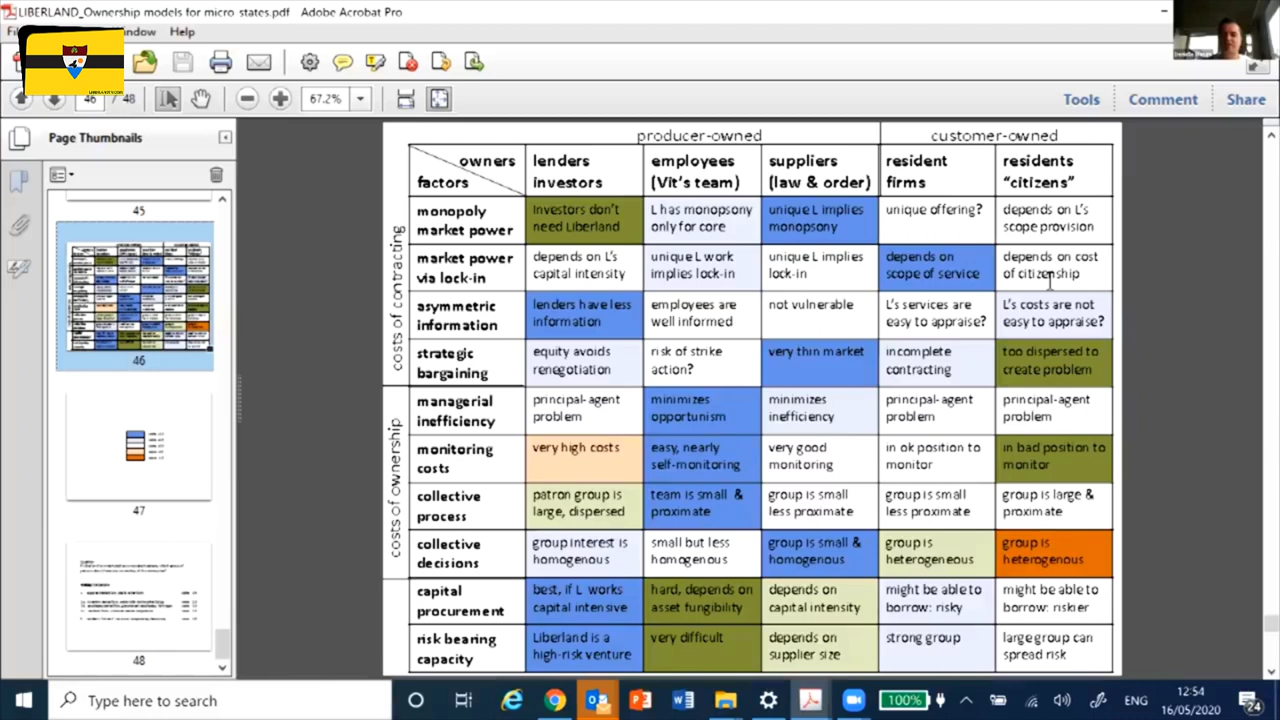 LIBERLAND_Ownership models for micro-states.pdf - Adobe Acrobat Pro
Help
46 / 48
67.2%
Tools
Comment
Share
Page Thumbnails
45
46
47
48
producer-owned
customer-owned
owners
factors
lenders
investors
employees
(Vit's team)
suppliers
(law & order)
resident
firms
residents
"citizens"
costs of contracting
monopoly
market power
Investors don't
need Liberland
L has monopsony
only for core
unique L implies
monopsony
unique offering?
depends on L's
scope provision
market power
via lock-in
depends on L's
capital intensity
unique L work
implies lock-in
unique L implies
lock-in
depends on
scope of service
depends on cost
of citizenship
asymmetric
information
lenders have less
information
employees are
well informed
not vulnerable
L's services are
easy to appraise?
L's costs are not
easy to appraise?
strategic
bargaining
equity avoids
renegotiation
risk of strike
action?
very thin market
incomplete
contracting
too dispersed to
create problem
costs of ownership
managerial
inefficiency
principal-agent
problem
minimizes
opportunism
minimizes
inefficiency
principal-agent
problem
principal-agent
problem
monitoring
costs
very high costs
easy, nearly
self-monitoring
very good
monitoring
in ok position to
monitor
in bad position to
monitor
collective
process
patron group is
large, dispersed
team is small &
proximate
group is small
less proximate
group is small
less proximate
group is large &
proximate
collective
decisions
group interest is
homogenous
small but less
homogenous
group is small &
homogenous
group is
heterogeneous
group is
heterogenous
capital
procurement
even L. works
capital intensive
hard, depends on
asset fungibility
depend on
capital intensity
might be able to
borrow: risky
might be able to
borrow: riskier
risk bearing
capacity
Liberland is a
high-risk venture
very difficult
depends on
supplier size
strong group
large group can
spread risk
Type here to search
100%
ENG
12:54
16/05/2020
24